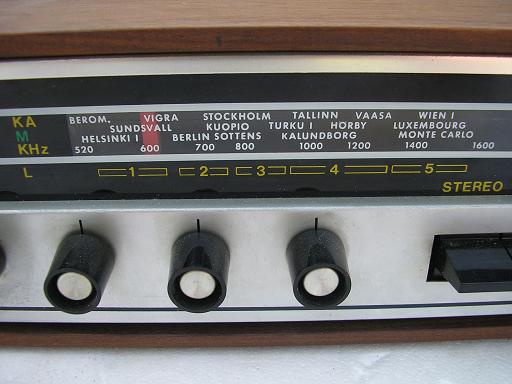 KA BEROM. VIGRA STOCKHOLM TALLINN VAASA WIEN I
M SUNDSVALL KUOPIO TURKU I HÖRBY LUXEMBOURG
HELSINKI I BERLIN SOTTENS KALUNDBORG MONTE CARLO
KHz 520 600 700 800 1000 1200 1400 1600
L 1 2 3 4 5
STEREO